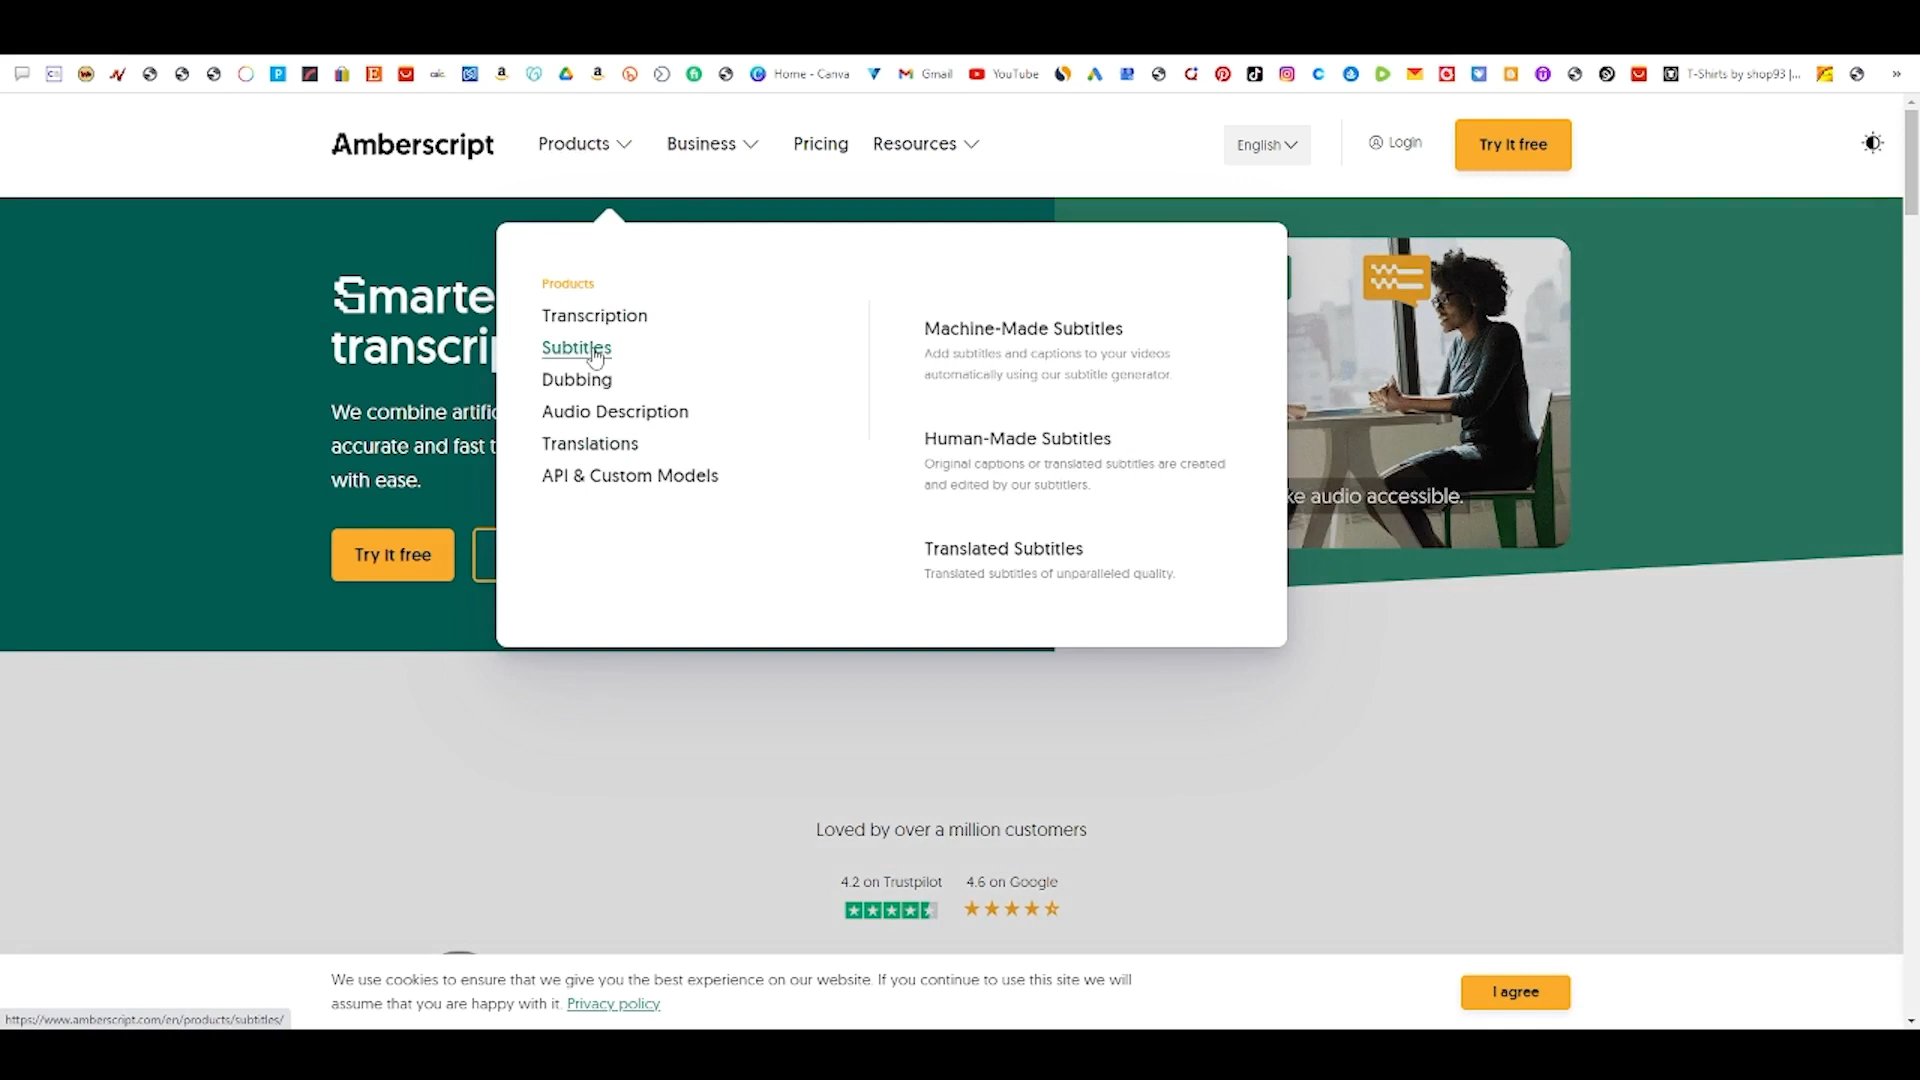 Home - Canva
Gmail
YouTube
T-Shirts by shop93 |...
»
Amberscript
Products
Business
Pricing
Resources
English
Login
Try it free
Smarte
transcrip
We combine artific
accurate and fast t
with ease.
Try it free
Products
Transcription
Subtitles
Dubbing
Audio Description
Translations
API & Custom Models
Machine-Made Subtitles
Add subtitles and captions to your videos
automatically using our subtitle generator.
Human-Made Subtitles
Original captions or translated subtitles are created
and edited by our subtitlers.
Translated Subtitles
Translated subtitles of unparalleled quality.
ke audio accessible.
Loved by over a million customers
4.2 on Trustpilot
4.6 on Google
We use cookies to ensure that we give you the best experience on our website. If you continue to use this site we will
assume that you are happy with it. Privacy policy
I agree
https://www.amberscript.com/en/products/subtitles/